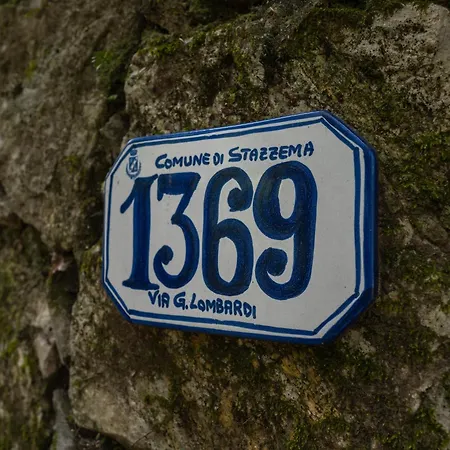 COMUNE DI STAZZEMA
1369
VIA G. LOMBARDI